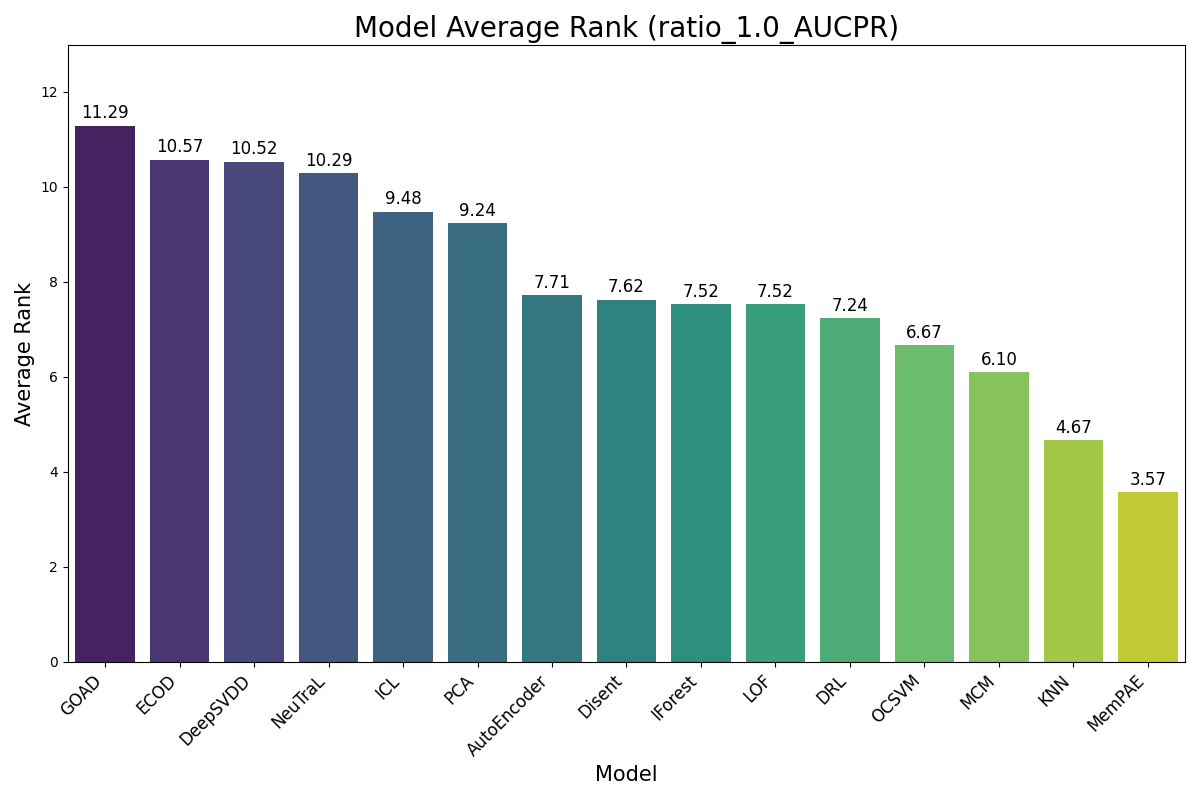 Model Average Rank (ratio_1.0_AUCPR)
Average Rank
12
10
8
6
4
2
0
11.29
10.57
10.52
10.29
9.48
9.24
7.71
7.62
7.52
7.52
7.24
6.67
6.10
4.67
3.57
GOAD
ECOD
DeepSVDD
NeuTraL
ICL
PCA
AutoEncoder
Disent
IForest
LOF
DRL
OCSVM
MCM
KNN
MemPAE
Model